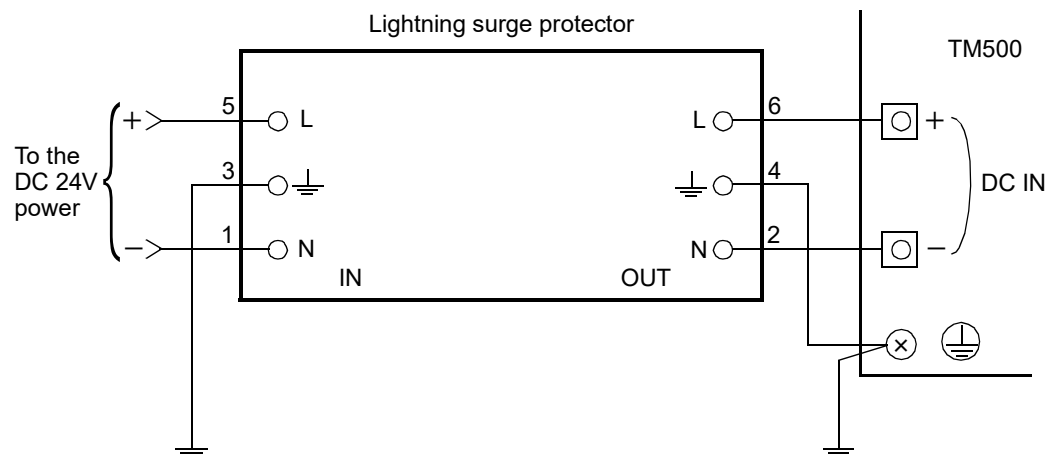 Lightning surge protector
TM500
To the
DC 24V
power
+
−
5
L
3
1
N
IN
6
L
4
2
N
OUT
+
−
DC IN